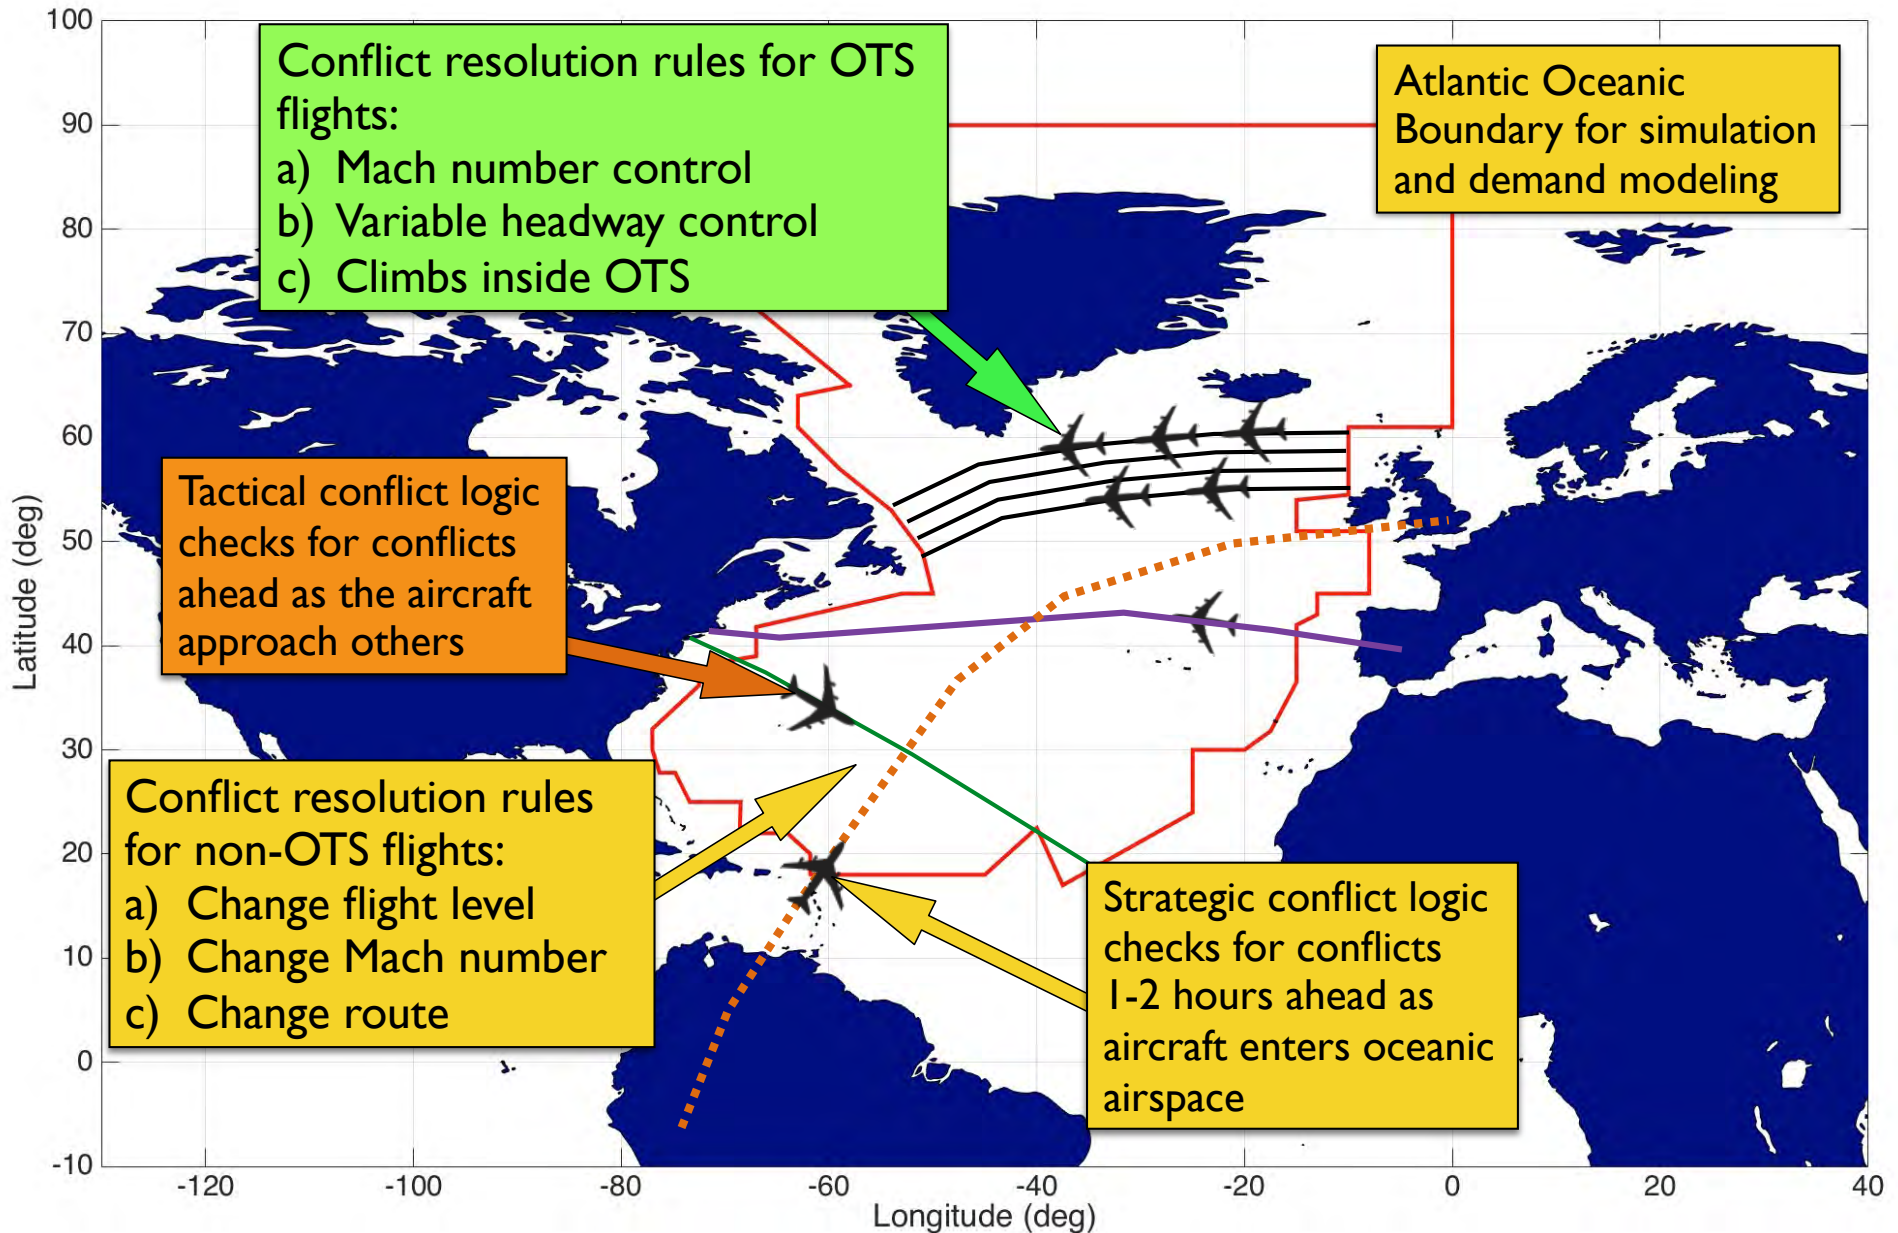 Conflict resolution rules for OTS
flights:
a) Mach number control
b) Variable headway control
c) Climbs inside OTS
Atlantic Oceanic
Boundary for simulation
and demand modeling
Tactical conflict logic
checks for conflicts
ahead as the aircraft
approach others
Conflict resolution rules
for non-OTS flights:
a) Change flight level
b) Change Mach number
c) Change route
Strategic conflict logic
checks for conflicts
1-2 hours ahead as
aircraft enters oceanic
airspace
Latitude (deg)
100
90
80
70
60
50
40
30
20
10
0
-10
-120
-100
-80
-60
-40
-20
0
20
40
Longitude (deg)